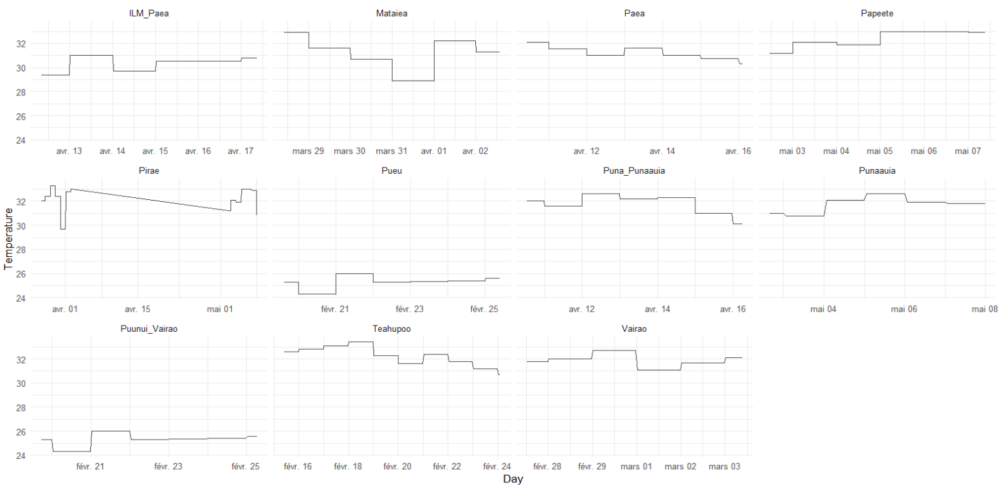 ILM_Paea Mataiea Paea Papeete
32
30
28
26
24
avr. 13 avr. 14 avr. 15 avr. 16 avr. 17 mars 29 mars 30 mars 31 avr. 01 avr. 02 avr. 12 avr. 14 avr. 16 mai 03 mai 04 mai 05 mai 06 mai 07
Pirae Pueu Puna_Punaauia Punaauia
Temperature
32
30
28
26
24
avr. 01 avr. 15 mai 01 févr. 21 févr. 23 févr. 25 avr. 12 avr. 14 avr. 16 mai 04 mai 06 mai 08
Puunui_Vairao Teahupoo Vairao
32
30
28
26
24
févr. 21 févr. 23 févr. 25 févr. 16 févr. 18 févr. 20 févr. 22 févr. 24 févr. 28 févr. 29 mars 01 mars 02 mars 03
Day